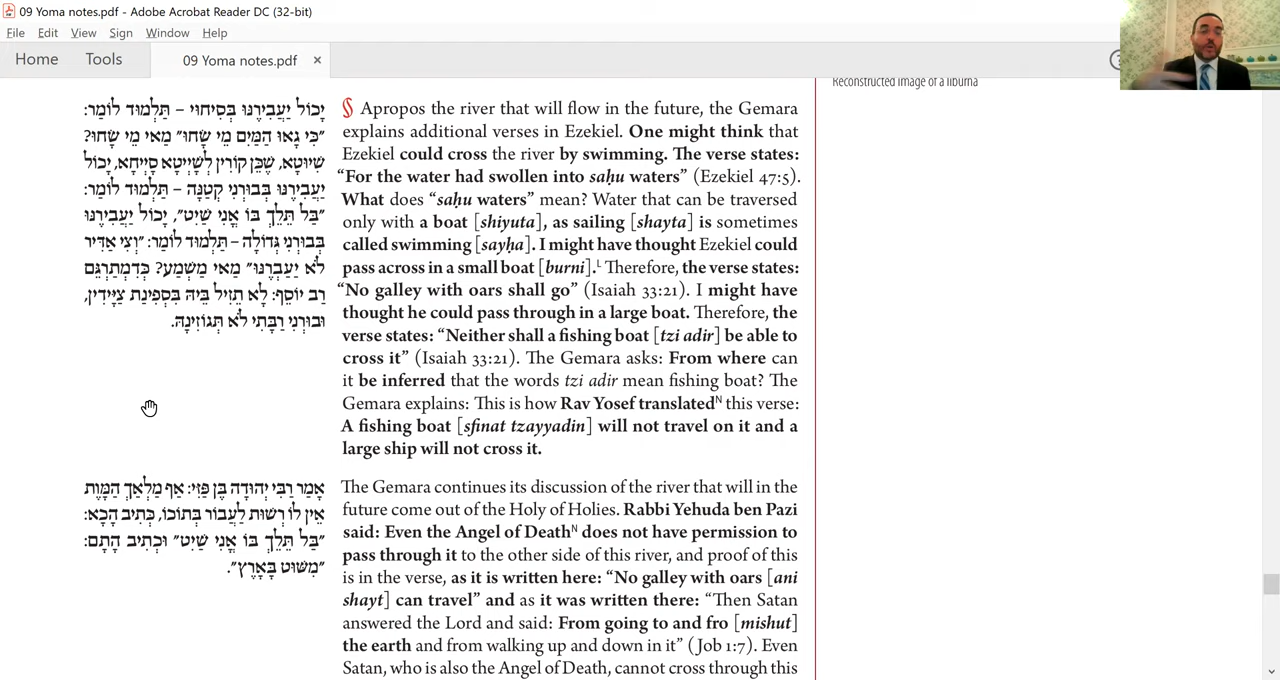 09 Yoma notes.pdf - Adobe Acrobat Reader DC (32-bit)
File Edit View Sign Window Help
Home Tools 09 Yoma notes.pdf ×
Reconstructed image of a liburna
יָכוֹל יַעֲבִירֶנּוּ בְּסִיחוּי – תַּלְמוּד לוֹמַר:
״כִּי גָאוּ הַמַּיִם מֵי שָׂחוּ״ מַאי מֵי שָׂחוּ?
שִׁיּוּטָא, שֶׁכֵּן קוֹרִין לְשָׁיְיטָא סָיְיחָא, יָכוֹל
יַעֲבִירֶנּוּ בְּבוּרְנִי קְטַנָּה – תַּלְמוּד לוֹמַר:
״בַּל תֵּלֶךְ בּוֹ אֳנִי שַׁיִט״, יָכוֹל יַעֲבִירֶנּוּ
בְּבוּרְנִי גְּדוֹלָה – תַּלְמוּד לוֹמַר: ״וְצִי אַדִּיר
לֹא יַעַבְרֶנּוּ״ מַאי מַשְׁמַע? כְּדִמְתַרְגֵּם
רַב יוֹסֵף: לָא תֵזִיל בֵּיהּ בִּסְפִינַת צַיָּידִין,
וּבוּרְנִי רַבָּתִי לֹא תְּגוֹזִינַהּ.
§ Apropos the river that will flow in the future, the Gemara
explains additional verses in Ezekiel. One might think that
Ezekiel could cross the river by swimming. The verse states:
“For the water had swollen into saḥu waters” (Ezekiel 47:5).
What does “saḥu waters” mean? Water that can be traversed
only with a boat [shiyuta], as sailing [shayta] is sometimes
called swimming [sayḥa]. I might have thought Ezekiel could
pass across in a small boat [burni].L Therefore, the verse states:
“No galley with oars shall go” (Isaiah 33:21). I might have
thought he could pass through in a large boat. Therefore, the
verse states: “Neither shall a fishing boat [tzi adir] be able to
cross it” (Isaiah 33:21). The Gemara asks: From where can
it be inferred that the words tzi adir mean fishing boat? The
Gemara explains: This is how Rav Yosef translatedN this verse:
A fishing boat [sfinat tzayyadin] will not travel on it and a
large ship will not cross it.
אָמַר רַבִּי יְהוּדָה בֶּן פַּזִּי: אַף מַלְאַךְ הַמָּוֶת
אֵין לוֹ רְשׁוּת לַעֲבוֹר בְּתוֹכוֹ, כְּתִיב הָכָא:
״בַּל תֵּלֶךְ בּוֹ אֳנִי שַׁיִט״ וּכְתִיב הָתָם:
״מִשּׁוּט בָּאָרֶץ״.
The Gemara continues its discussion of the river that will in the
future come out of the Holy of Holies. Rabbi Yehuda ben Pazi
said: Even the Angel of DeathN does not have permission to
pass through it to the other side of this river, and proof of this
is in the verse, as it is written here: “No galley with oars [ani
shayt] can travel” and as it was written there: “Then Satan
answered the Lord and said: From going to and fro [mishut]
the earth and from walking up and down in it” (Job 1:7). Even
Satan, who is also the Angel of Death, cannot cross through this